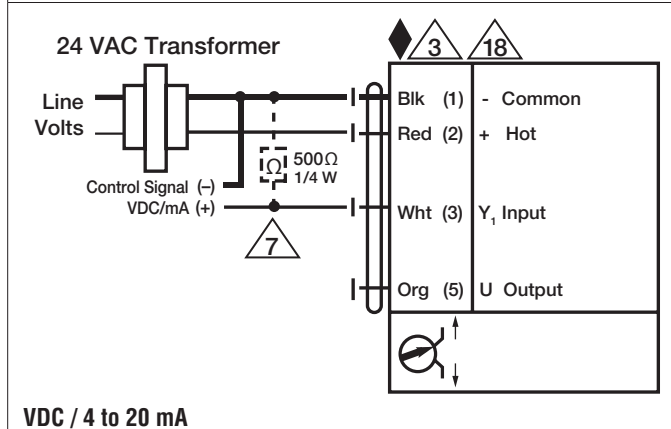 24 VAC Transformer
3
18
Line
Volts
Blk (1) - Common
Red (2) + Hot
Ω
500Ω
1/4 W
Control Signal (–)
VDC/mA (+)
Wht (3) Y₁ Input
7
Org (5) U Output
VDC / 4 to 20 mA